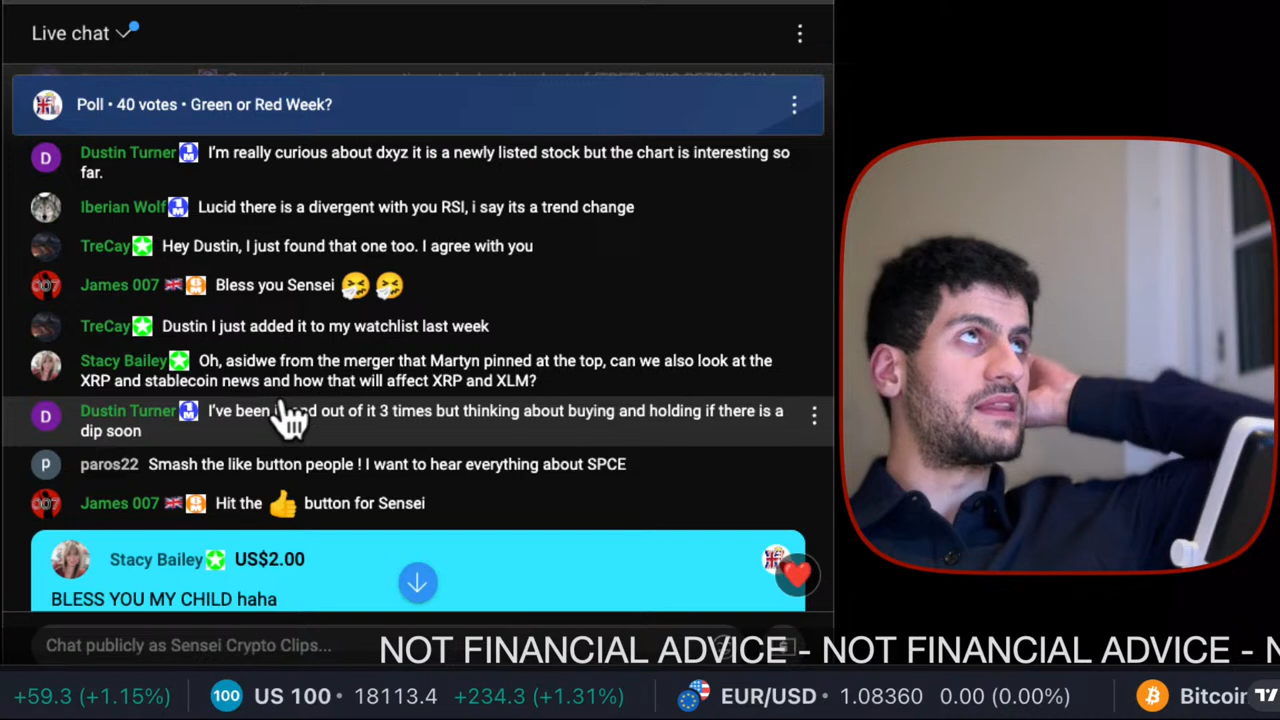 Live chat
Poll • 40 votes • Green or Red Week?
D Dustin Turner 1M I'm really curious about dxyz it is a newly listed stock but the chart is interesting so
far.
Iberian Wolf 1M Lucid there is a divergent with you RSI, i say its a trend change
TreCay Hey Dustin, I just found that one too. I agree with you
007 James 007 Bless you Sensei
TreCay Dustin I just added it to my watchlist last week
Stacy Bailey Oh, asidwe from the merger that Martyn pinned at the top, can we also look at the
XRP and stablecoin news and how that will affect XRP and XLM?
D Dustin Turner 1M I've been out of it 3 times but thinking about buying and holding if there is a
dip soon
P paros22 Smash the like button people ! I want to hear everything about SPCE
007 James 007 Hit the button for Sensei
Stacy Bailey US$2.00
BLESS YOU MY CHILD haha
Chat publicly as Sensei Crypto Clips...
NOT FINANCIAL ADVICE - NOT FINANCIAL ADVICE - N
+59.3 (+1.15%) 100 US 100 • 18113.4 +234.3 (+1.31%) EUR/USD • 1.08360 0.00 (0.00%) Bitcoin